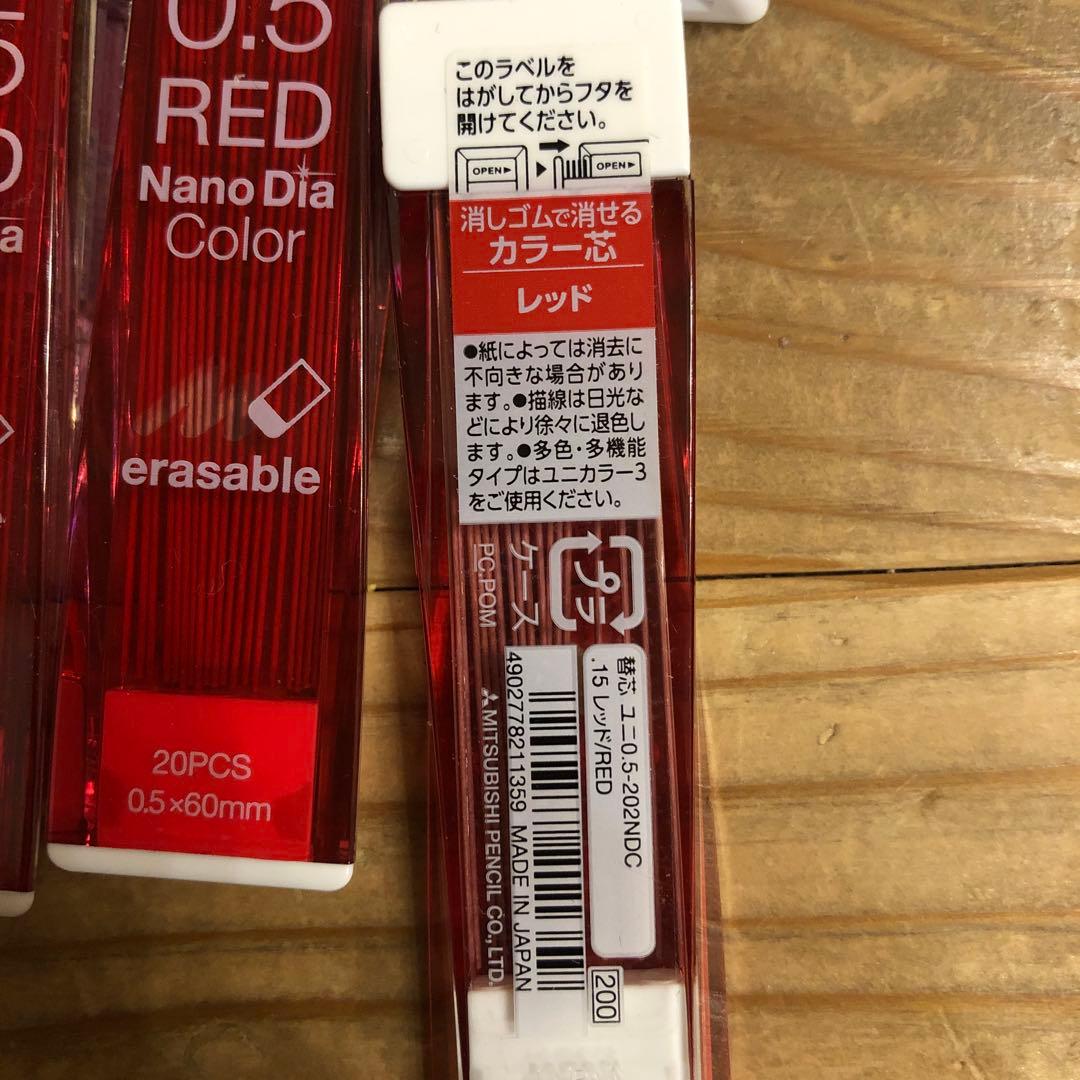 0.5
RED
Nano Dia
Color
erasable
20PCS
0.5×60mm
このラベルを
はがしてからフタを
開けてください。
OPEN▶ ▶ OPEN▶
消しゴムで消せる
カラー芯
レッド
●紙によっては消去に
不向きな場合があり
ます。●描線は日光な
どにより徐々に退色し
ます。●多色・多機能
タイプはユニカラー3
をご使用ください。
プラ
ケース
PC:POM
替芯 ユニ0.5-202NDC
.15 レッド/RED
4902778211359 MADE IN JAPAN
MITSUBISHI PENCIL CO., LTD.
200